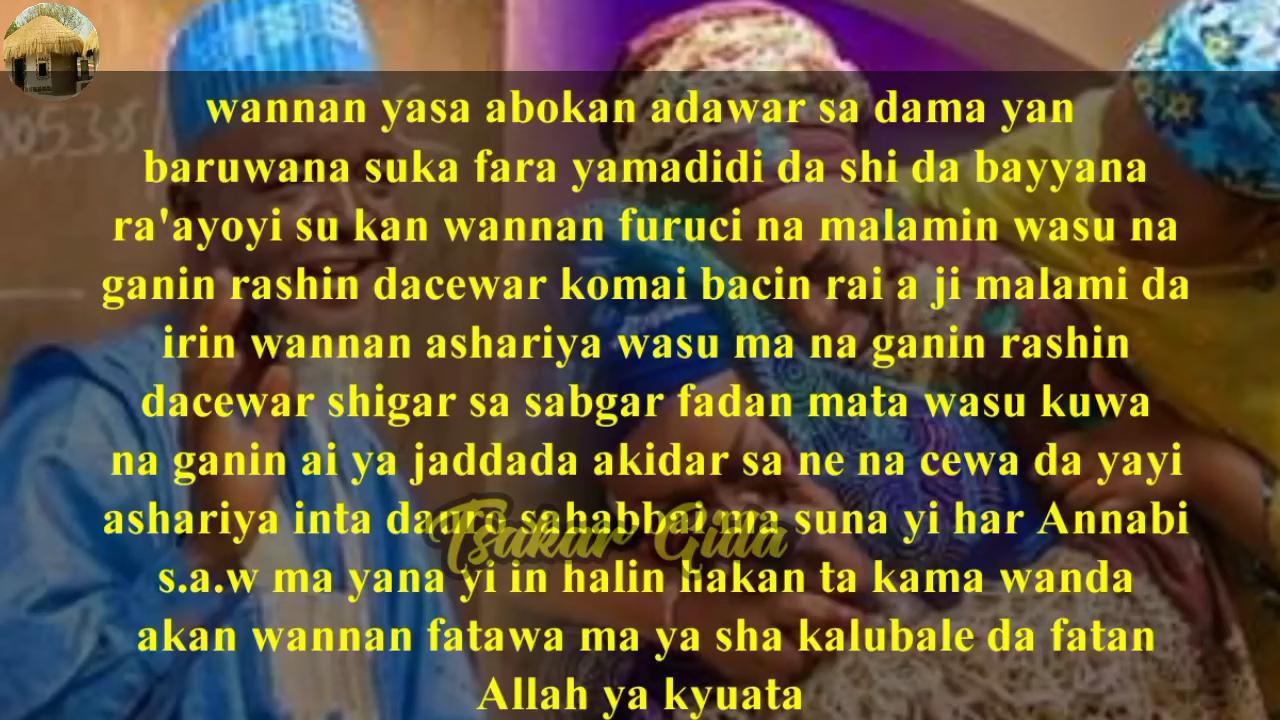 wannan yasa abokan adawar sa dama yan
baruwana suka fara yamadidi da shi da bayyana
ra'ayoyi su kan wannan furuci na malamin wasu na
ganin rashin dacewar komai bacin rai a ji malami da
irin wannan ashariya wasu ma na ganin rashin
dacewar shigar sa sabgar fadan mata wasu kuwa
na ganin ai ya jaddada akidar sa ne na cewa da yayi
ashariya inta dauro sahabbai ma suna yi har Annabi
Tsakar Gida
s.a.w ma yana yi in halin hakan ta kama wanda
akan wannan fatawa ma ya sha kalubale da fatan
Allah ya kyuata